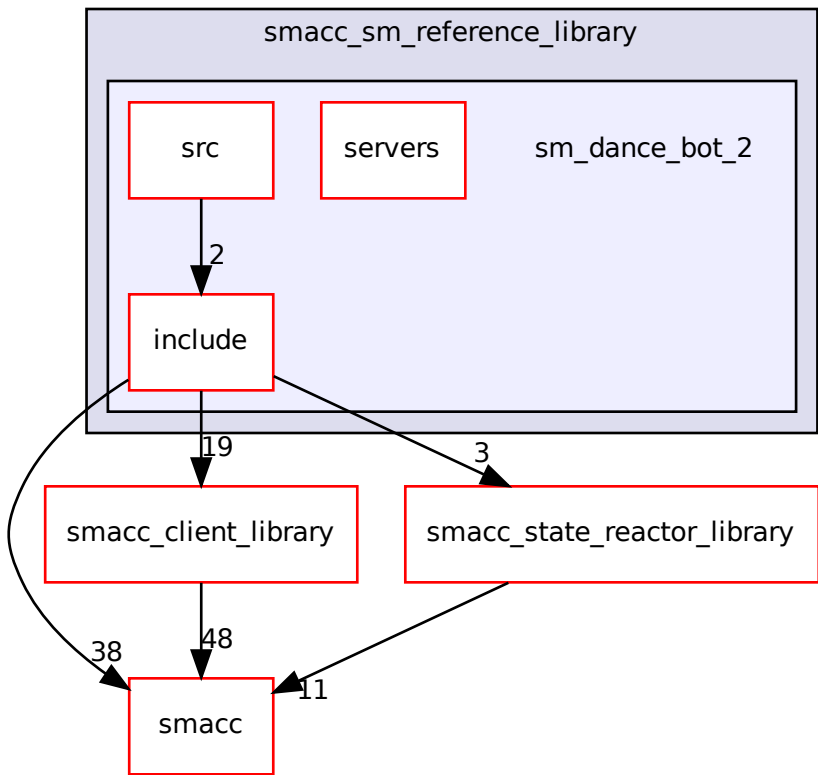 smacc_sm_reference_library
src
servers
sm_dance_bot_2
2
include
19
3
smacc_client_library
smacc_state_reactor_library
38
48
11
smacc